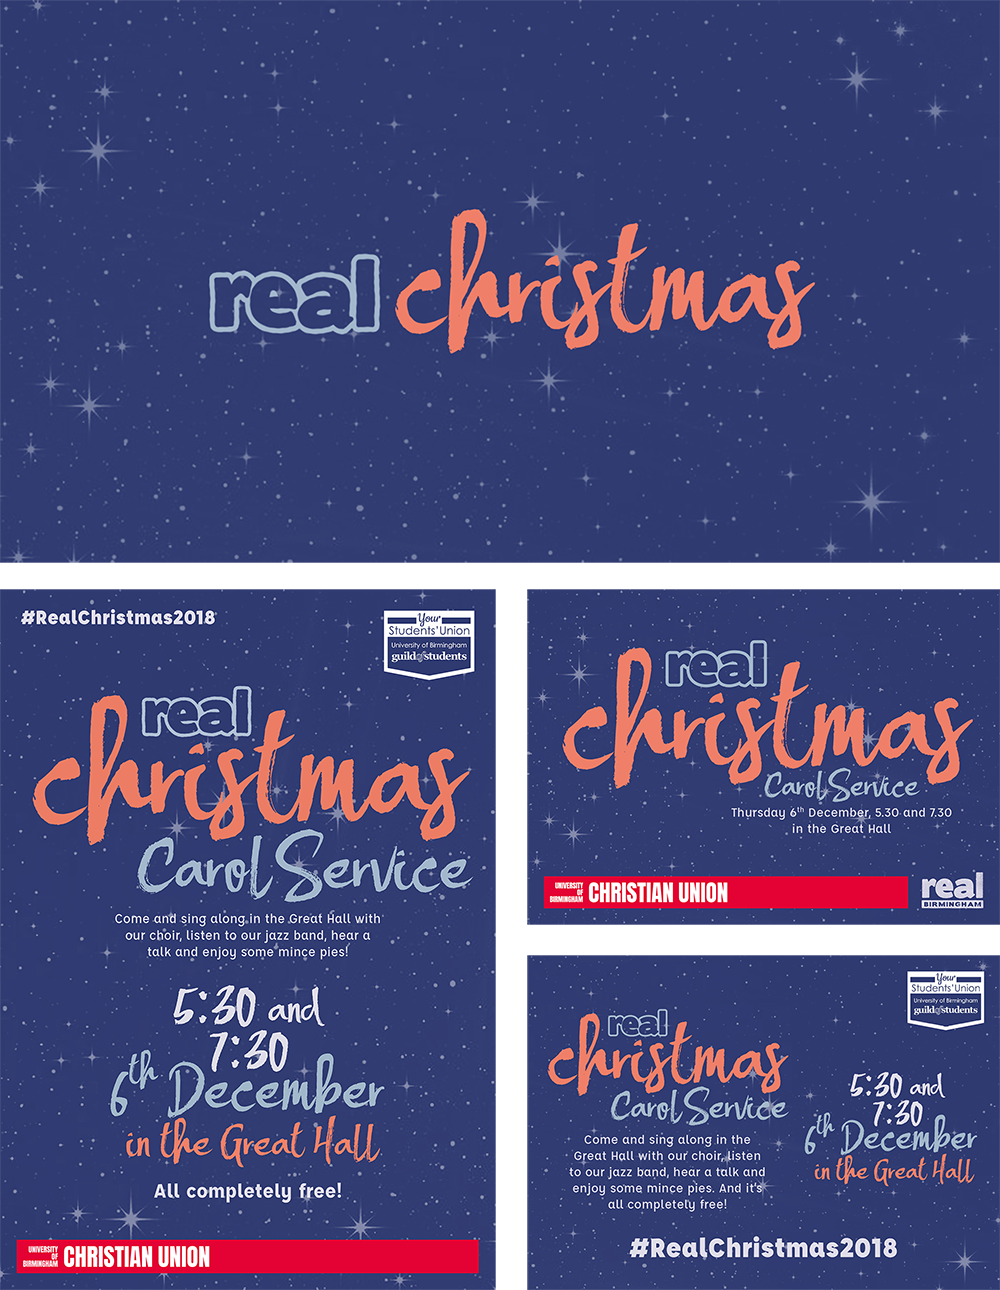 real christmas
#RealChristmas2018
Your
Students' Union
University of Birmingham
guild of students
real
christmas
Carol Service
Come and sing along in the Great Hall with
our choir, listen to our jazz band, hear a
talk and enjoy some mince pies!
5:30 and
7:30
6th December
in the Great Hall
All completely free!
UNIVERSITY
OF
BIRMINGHAM
CHRISTIAN UNION
real
christmas
Carol Service
Thursday 6th December, 5.30 and 7.30
in the Great Hall
UNIVERSITY
OF
BIRMINGHAM
CHRISTIAN UNION
real
BIRMINGHAM
Your
Students' Union
University of Birmingham
guild of students
real
christmas
Carol Service
Come and sing along in the
Great Hall with our choir, listen
to our jazz band, hear a talk and
enjoy some mince pies. And it's
all completely free!
5:30 and
7:30
6th December
in the Great Hall
#RealChristmas2018